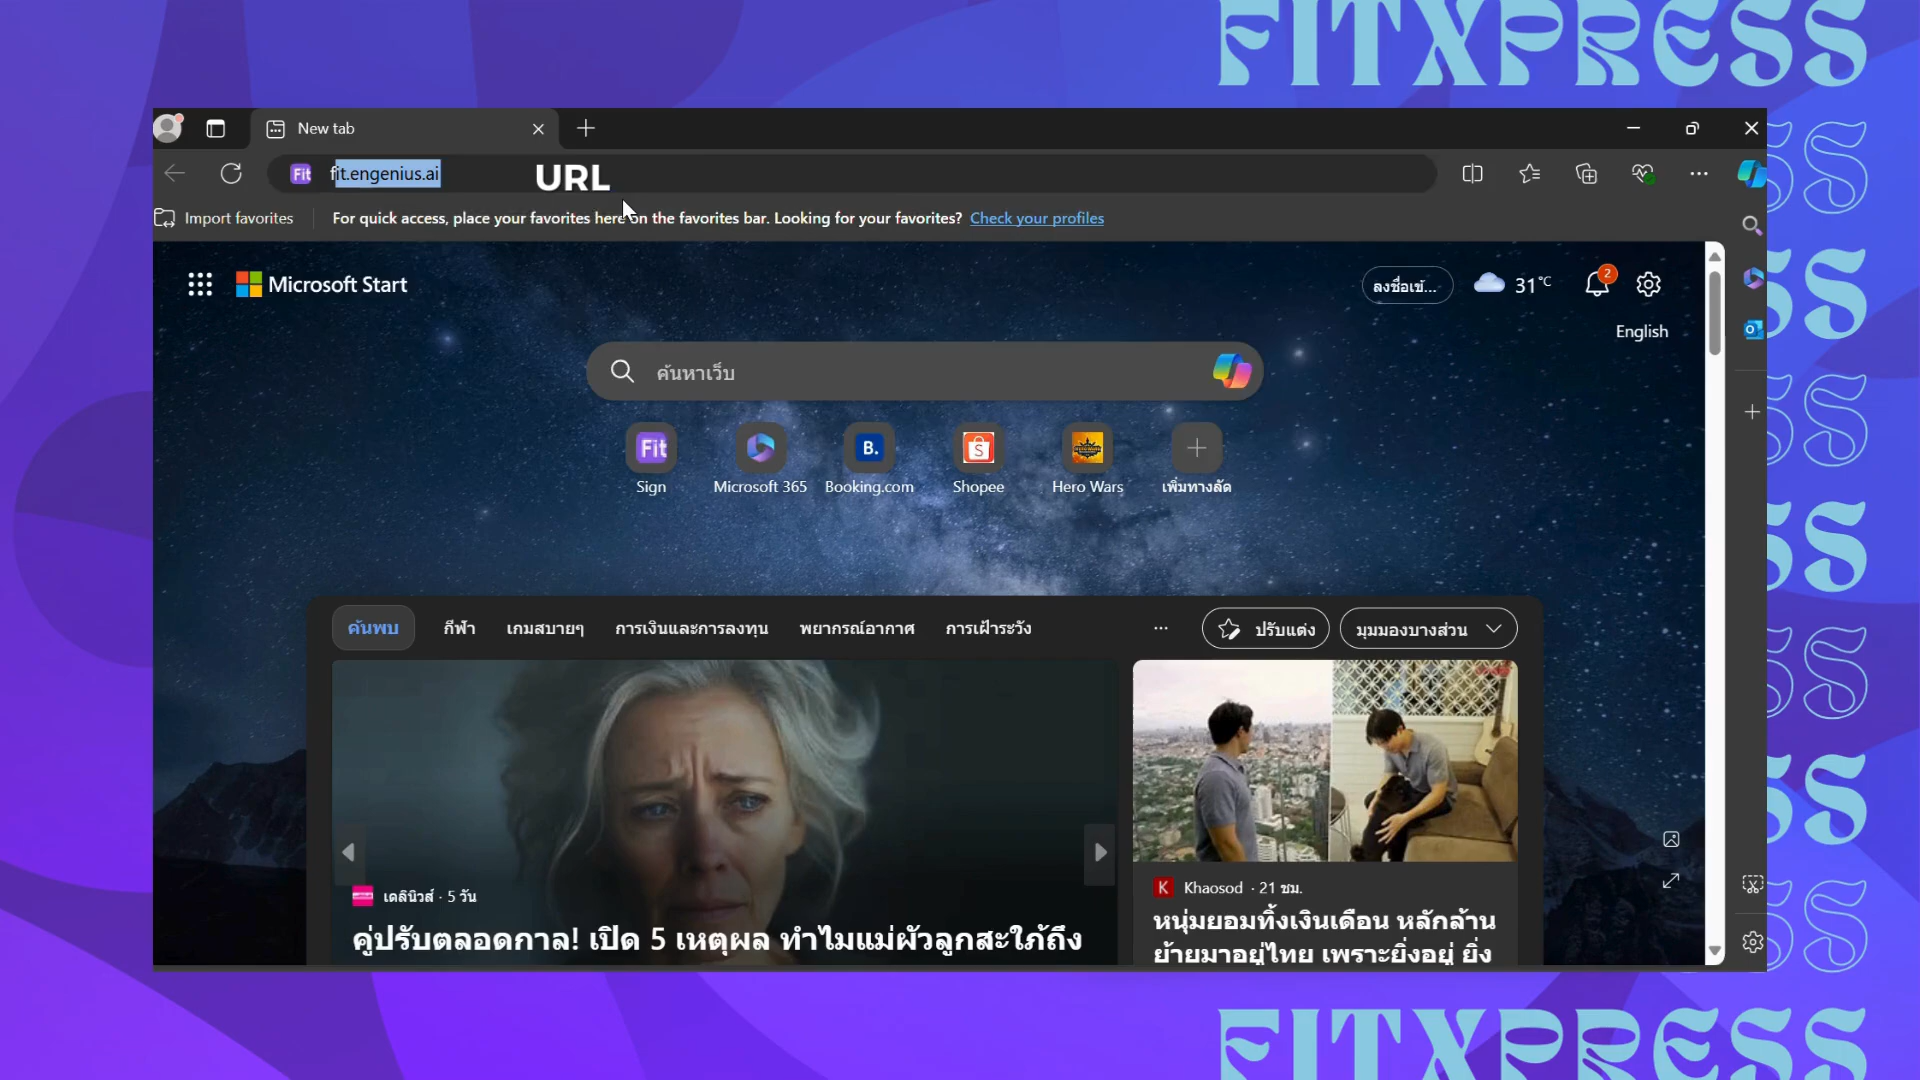 FITXPRESS
New tab
fit.engenius.ai
URL
Import favorites
For quick access, place your favorites here on the favorites bar. Looking for your favorites? Check your profiles
Microsoft Start
ลงชื่อเข้...
31°C
2
English
ค้นหาเว็บ
Fit
B.
S
Sign
Microsoft 365
Booking.com
Shopee
Hero Wars
เพิ่มทางลัด
ค้นพบ
กีฬา
เกมสบายๆ
การเงินและการลงทุน
พยากรณ์อากาศ
การเฝ้าระวัง
ปรับแต่ง
มุมมองบางส่วน
เดลินิวส์ · 5 วัน
คู่ปรับตลอดกาล! เปิด 5 เหตุผล ทำไมแม่ผัวลูกสะใภ้ถึง
K Khaosod · 21 ชม.
หนุ่มยอมทิ้งเงินเดือน หลักล้าน
ย้ายมาอยู่ไทย เพราะยิ่งอยู่ ยิ่ง
FITXPRESS